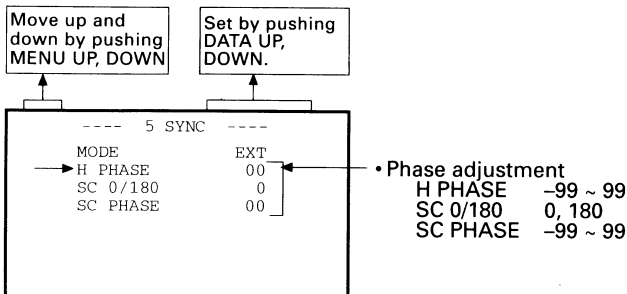 Move up and
down by pushing
MENU UP, DOWN
Set by pushing
DATA UP,
DOWN.
---- 5 SYNC ----
MODE EXT
H PHASE 00
SC 0/180 0
SC PHASE 00
• Phase adjustment
H PHASE –99 ~ 99
SC 0/180 0, 180
SC PHASE –99 ~ 99